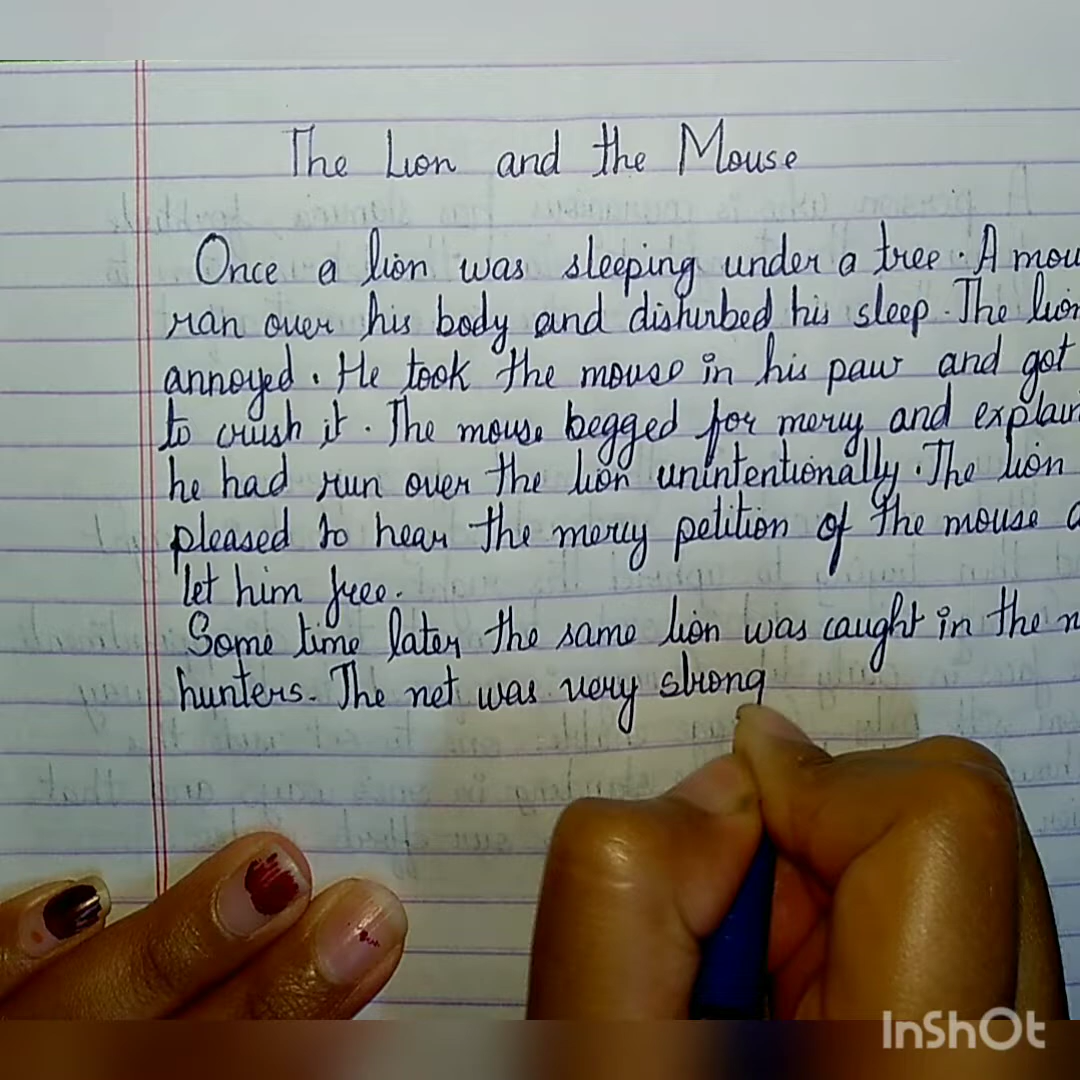 The Lion and the Mouse
Once a lion was sleeping under a tree. A mou
ran over his body and disturbed his sleep. The lion
annoyed. He took the mouse in his paw and got
to crush it. The mouse begged for mercy and explain
he had run over the lion unintentionally. The lion
pleased to hear the mercy petition of the mouse a
let him free.
Some time later the same lion was caught in the n
hunters. The net was very strong
InShOt